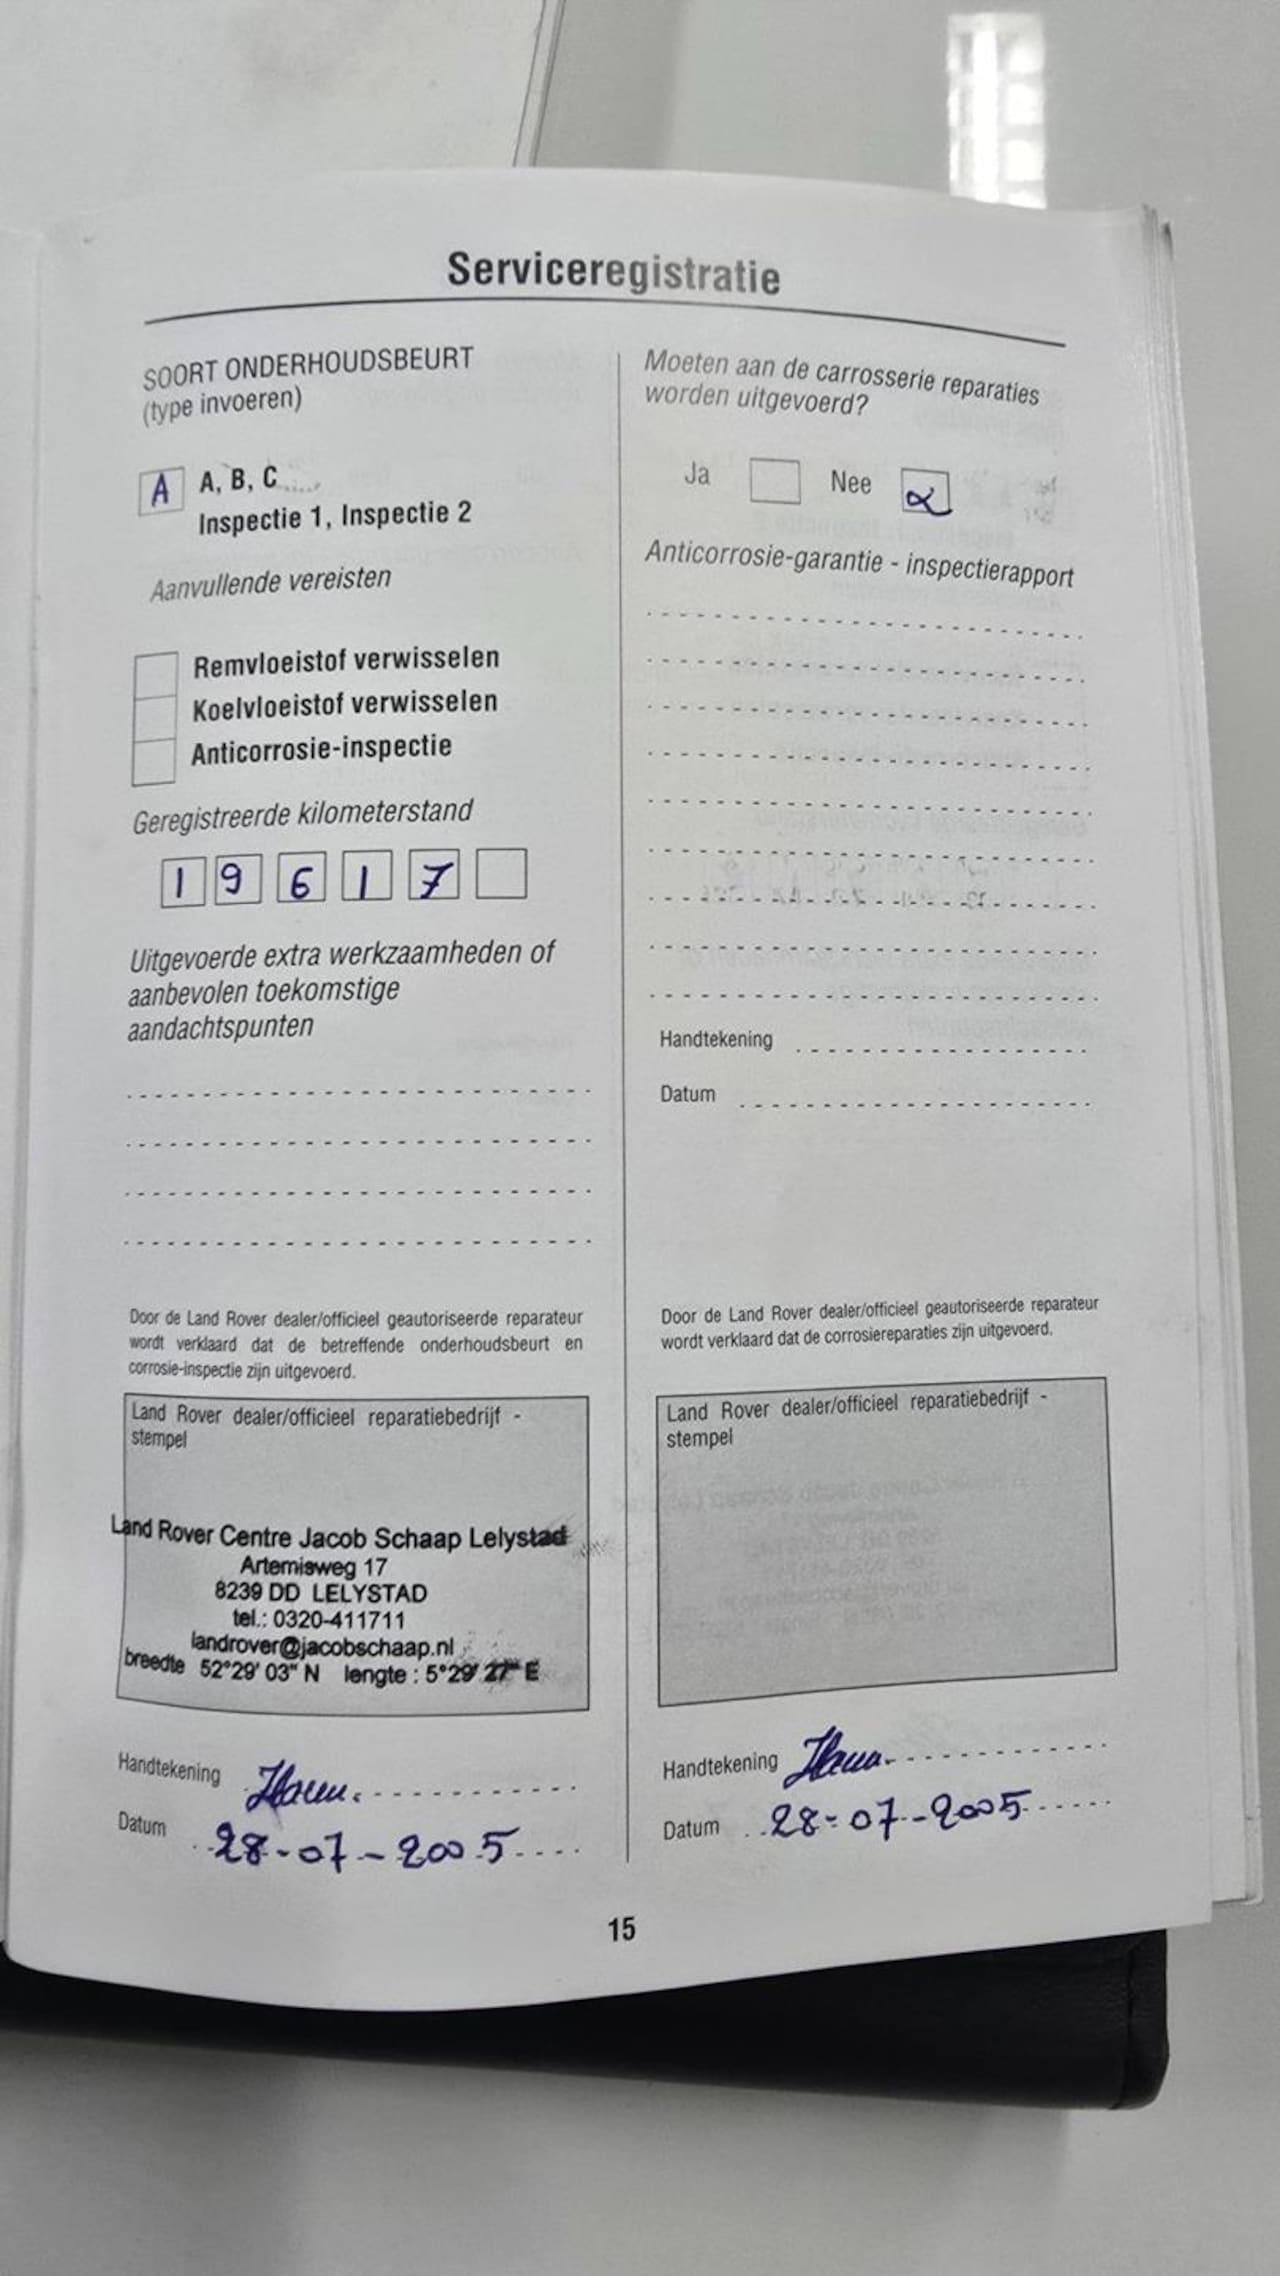 Serviceregistratie
SOORT ONDERHOUDSBEURT
(type invoeren)
A A, B, C.....
Inspectie 1, Inspectie 2
Aanvullende vereisten
Remvloeistof verwisselen
Koelvloeistof verwisselen
Anticorrosie-inspectie
Geregistreerde kilometerstand
1 9 6 1 7
Uitgevoerde extra werkzaamheden of
aanbevolen toekomstige
aandachtspunten
Door de Land Rover dealer/officieel geautoriseerde reparateur
wordt verklaard dat de betreffende onderhoudsbeurt en
corrosie-inspectie zijn uitgevoerd.
Land Rover dealer/officieel reparatiebedrijf -
stempel
Land Rover Centre Jacob Schaap Lelystad
Artemisweg 17
8239 DD LELYSTAD
tel.: 0320-411711
landrover@jacobschaap.nl
breedte 52°29' 03" N lengte : 5°29' 27" E
Handtekening
Datum 28-07-2005
Moeten aan de carrosserie reparaties
worden uitgevoerd?
Ja Nee
Anticorrosie-garantie - inspectierapport
Handtekening
Datum
Door de Land Rover dealer/officieel geautoriseerde reparateur
wordt verklaard dat de corrosiereparaties zijn uitgevoerd.
Land Rover dealer/officieel reparatiebedrijf -
stempel
Handtekening
Datum 28-07-2005
15